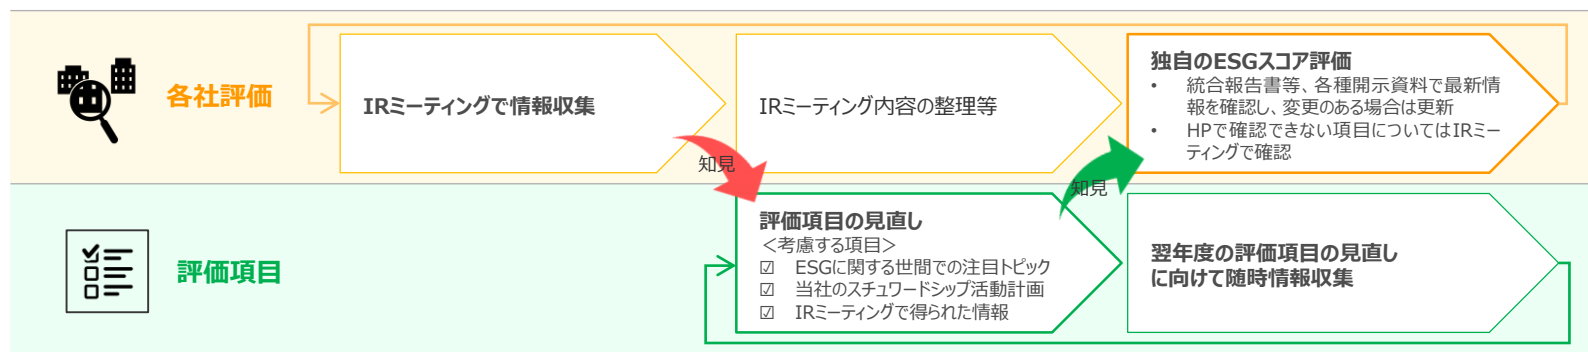 各社評価
IRミーティングで情報収集
IRミーティング内容の整理等
独自のESGスコア評価
• 統合報告書等、各種開示資料で最新情
報を確認し、変更のある場合は更新
• HPで確認できない項目についてはIRミー
ティングで確認
知見
知見
評価項目
評価項目の見直し
＜考慮する項目＞
☑ ESGに関する世間での注目トピック
☑ 当社のスチュワードシップ活動計画
☑ IRミーティングで得られた情報
翌年度の評価項目の見直し
に向けて随時情報収集